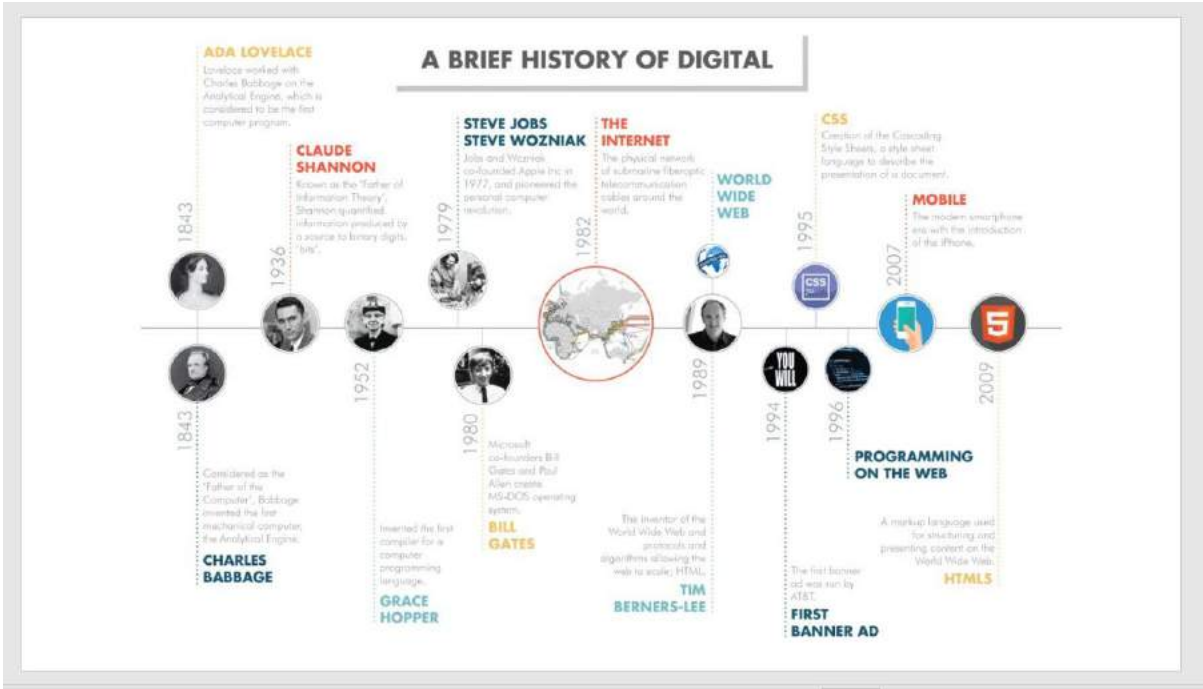 A BRIEF HISTORY OF DIGITAL
ADA LOVELACE
Lovelace worked with
Charles Babbage on the
Analytical Engine, which is
considered to be the first
computer program.
1843
CLAUDE
SHANNON
Known as the 'Father of
Information Theory',
Shannon quantified
information produced by
a source to binary digits,
'bits'.
1936
STEVE JOBS
STEVE WOZNIAK
Jobs and Wozniak
co-founded Apple Inc in
1977, and pioneered the
personal computer
revolution.
1979
THE
INTERNET
The physical network
of submarine fiberoptic
telecommunication
cables around the
world.
1982
WORLD
WIDE
WEB
CSS
Creation of the Cascading
Style Sheets, a style sheet
language to describe the
presentation of a document.
1995
CSS
MOBILE
The modern smartphone
era with the introduction
of the iPhone.
2007
5
1843
Considered as the
'Father of the
Computer', Babbage
invented the first
mechanical computer,
the Analytical Engine.
CHARLES
BABBAGE
1952
Invented the first
compiler for a
computer
programming
language.
GRACE
HOPPER
1980
Microsoft
co-founders Bill
Gates and Paul
Allen create
MS-DOS operating
system.
BILL
GATES
1989
The inventor of the
World Wide Web and
protocols and
algorithms allowing the
web to scale; HTML.
TIM
BERNERS-LEE
YOU
WILL
1994
The first banner
ad was run by
AT&T.
FIRST
BANNER AD
1996
PROGRAMMING
ON THE WEB
2009
A markup language used
for structuring and
presenting content on the
World Wide Web.
HTML5